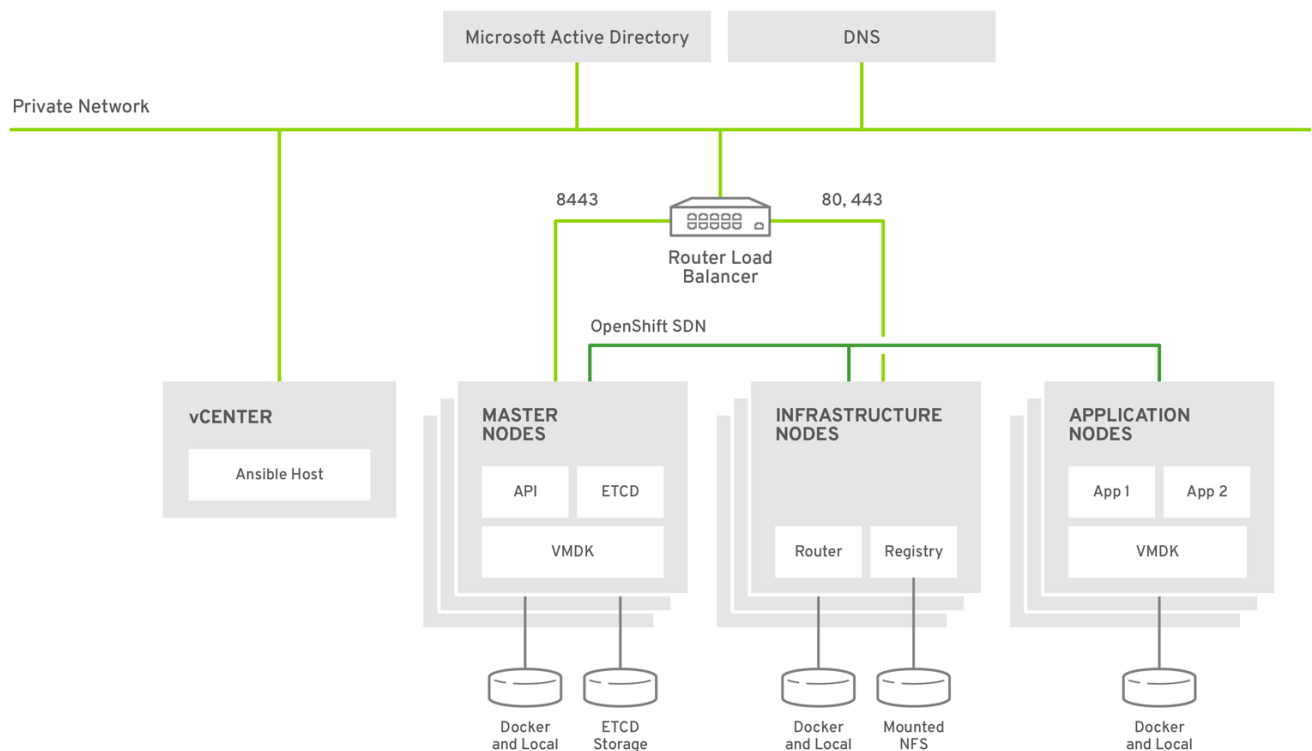 Microsoft Active Directory
DNS
Private Network
8443
80, 443
Router Load
Balancer
OpenShift SDN
vCENTER
Ansible Host
MASTER
NODES
API
ETCD
VMDK
INFRASTRUCTURE
NODES
Router
Registry
APPLICATION
NODES
App 1
App 2
VMDK
Docker
and Local
ETCD
Storage
Docker
and Local
Mounted
NFS
Docker
and Local